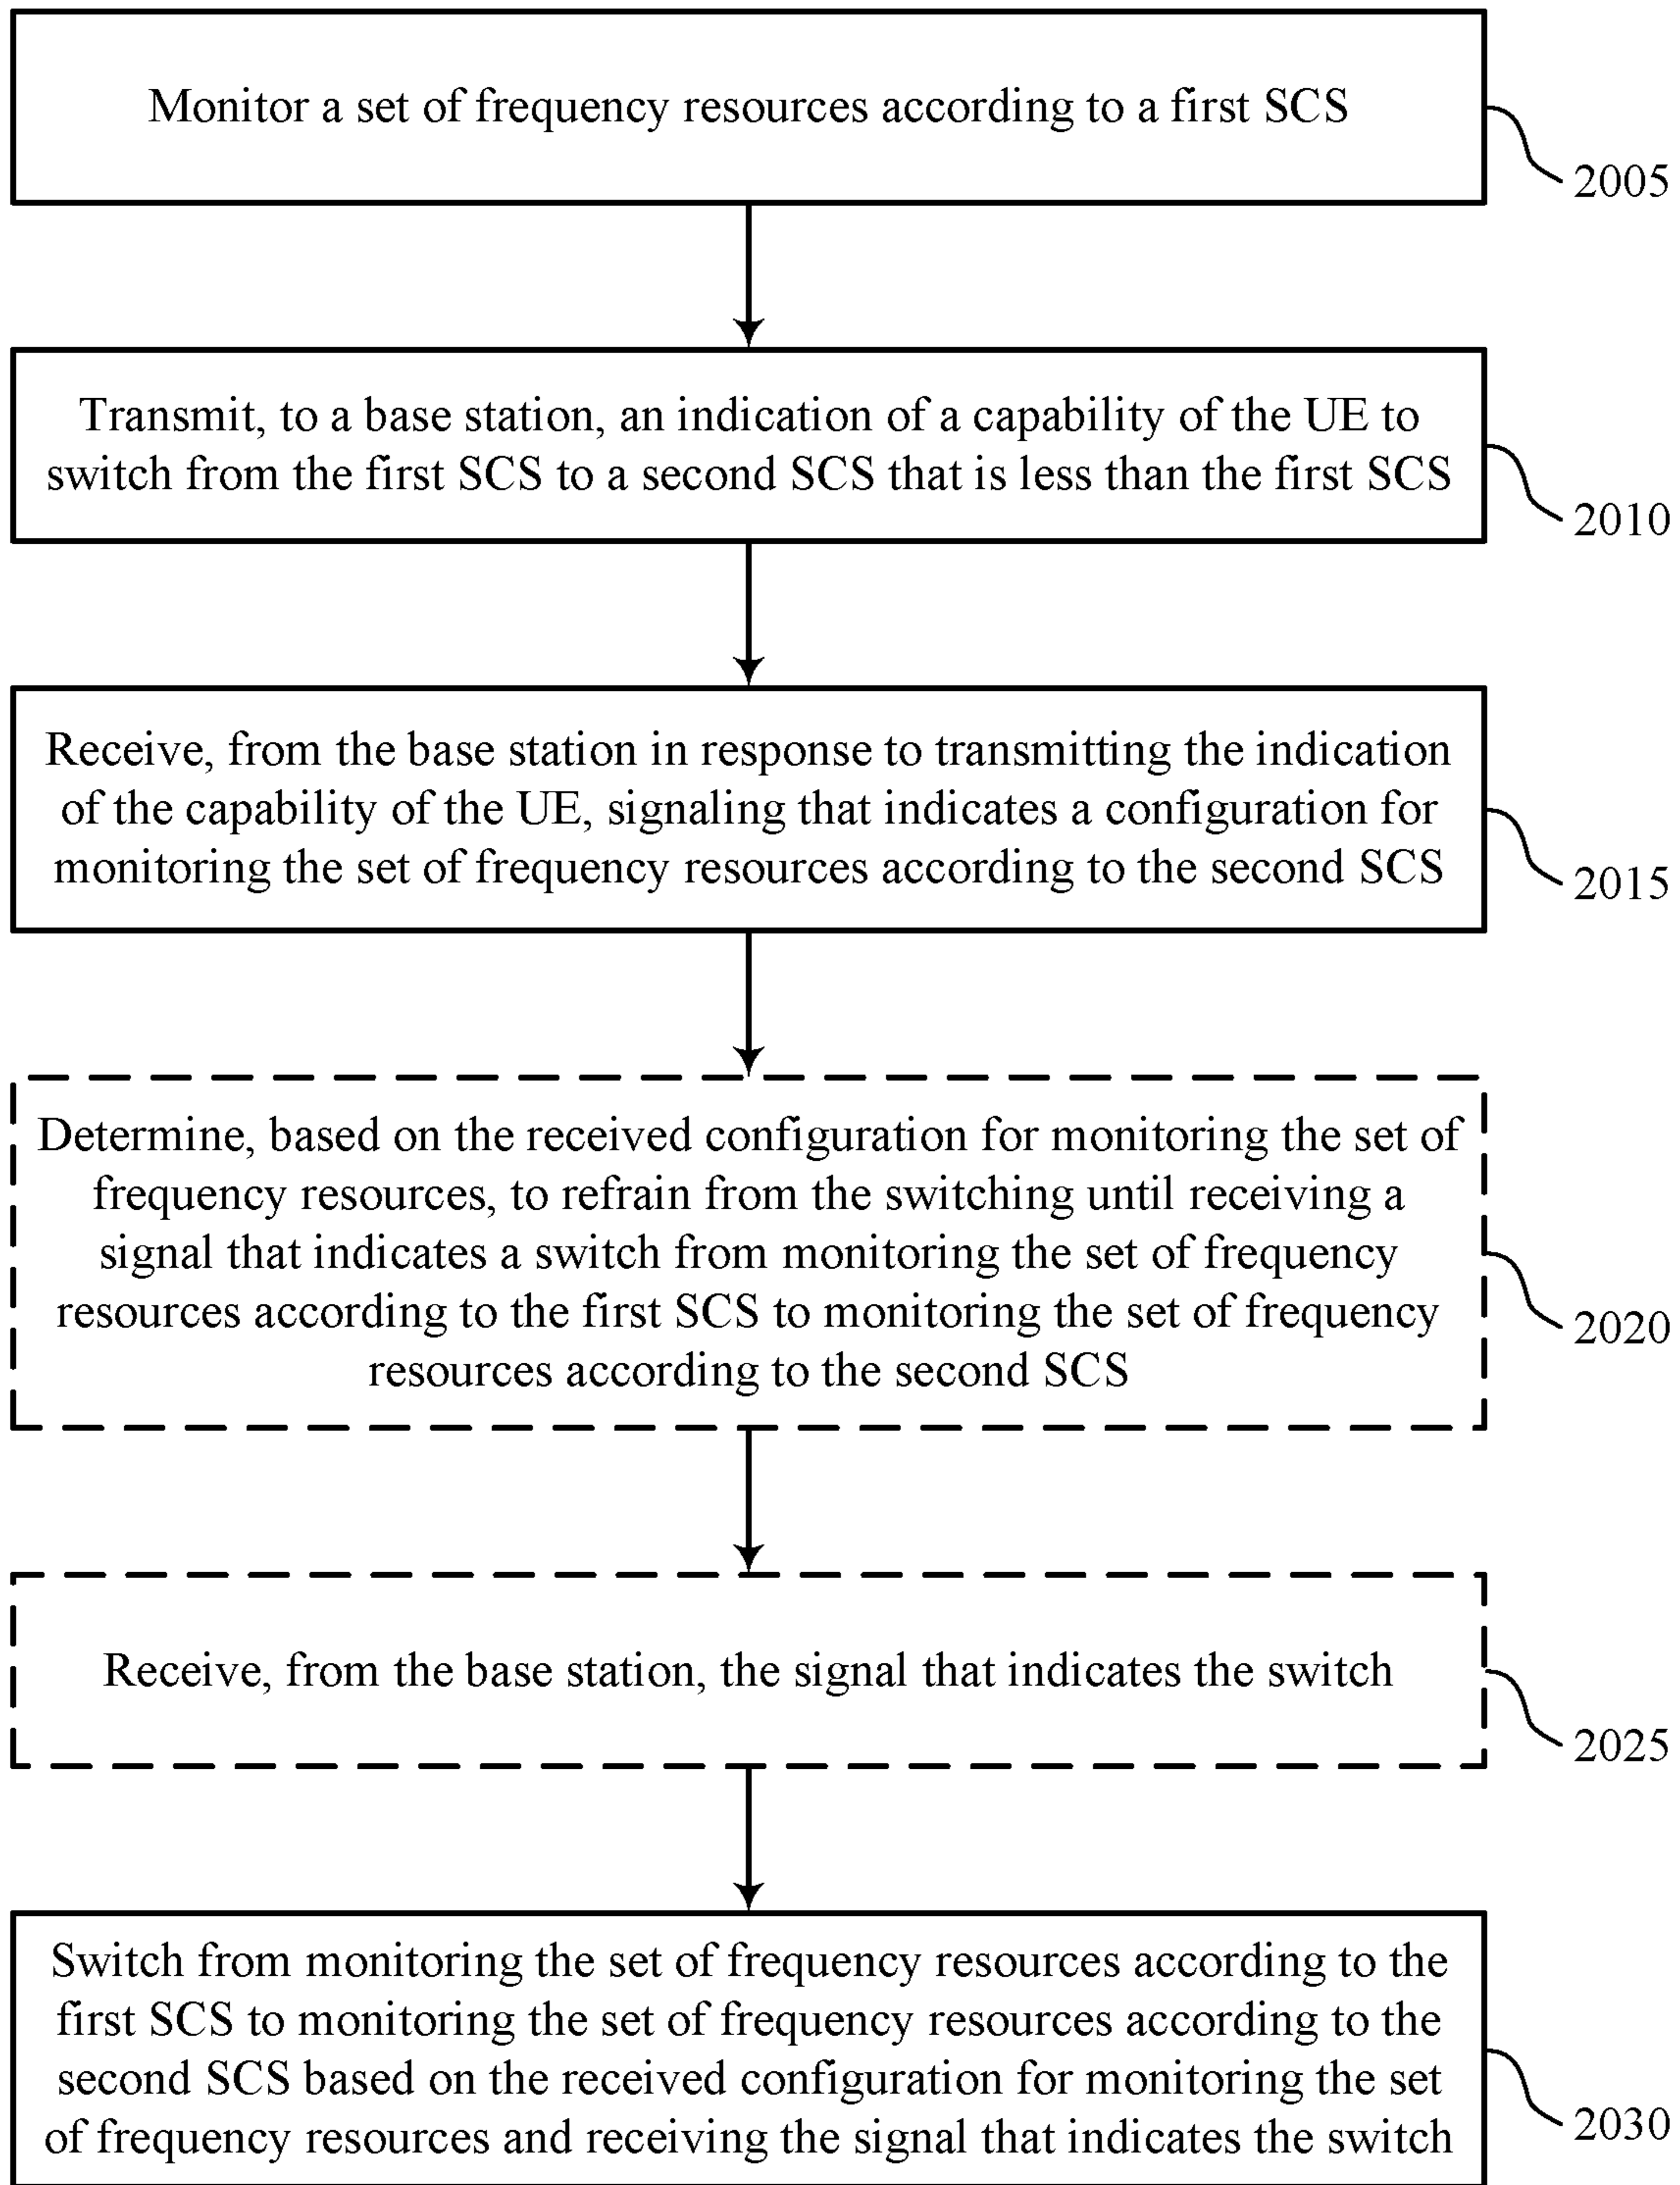 Monitor a set of frequency resources according to a first SCS
2005
Transmit, to a base station, an indication of a capability of the UE to
switch from the first SCS to a second SCS that is less than the first SCS
2010
Receive, from the base station in response to transmitting the indication
of the capability of the UE, signaling that indicates a configuration for
monitoring the set of frequency resources according to the second SCS
2015
Determine, based on the received configuration for monitoring the set of
frequency resources, to refrain from the switching until receiving a
signal that indicates a switch from monitoring the set of frequency
resources according to the first SCS to monitoring the set of frequency
resources according to the second SCS
2020
Receive, from the base station, the signal that indicates the switch
2025
Switch from monitoring the set of frequency resources according to the
first SCS to monitoring the set of frequency resources according to the
second SCS based on the received configuration for monitoring the set
of frequency resources and receiving the signal that indicates the switch
2030